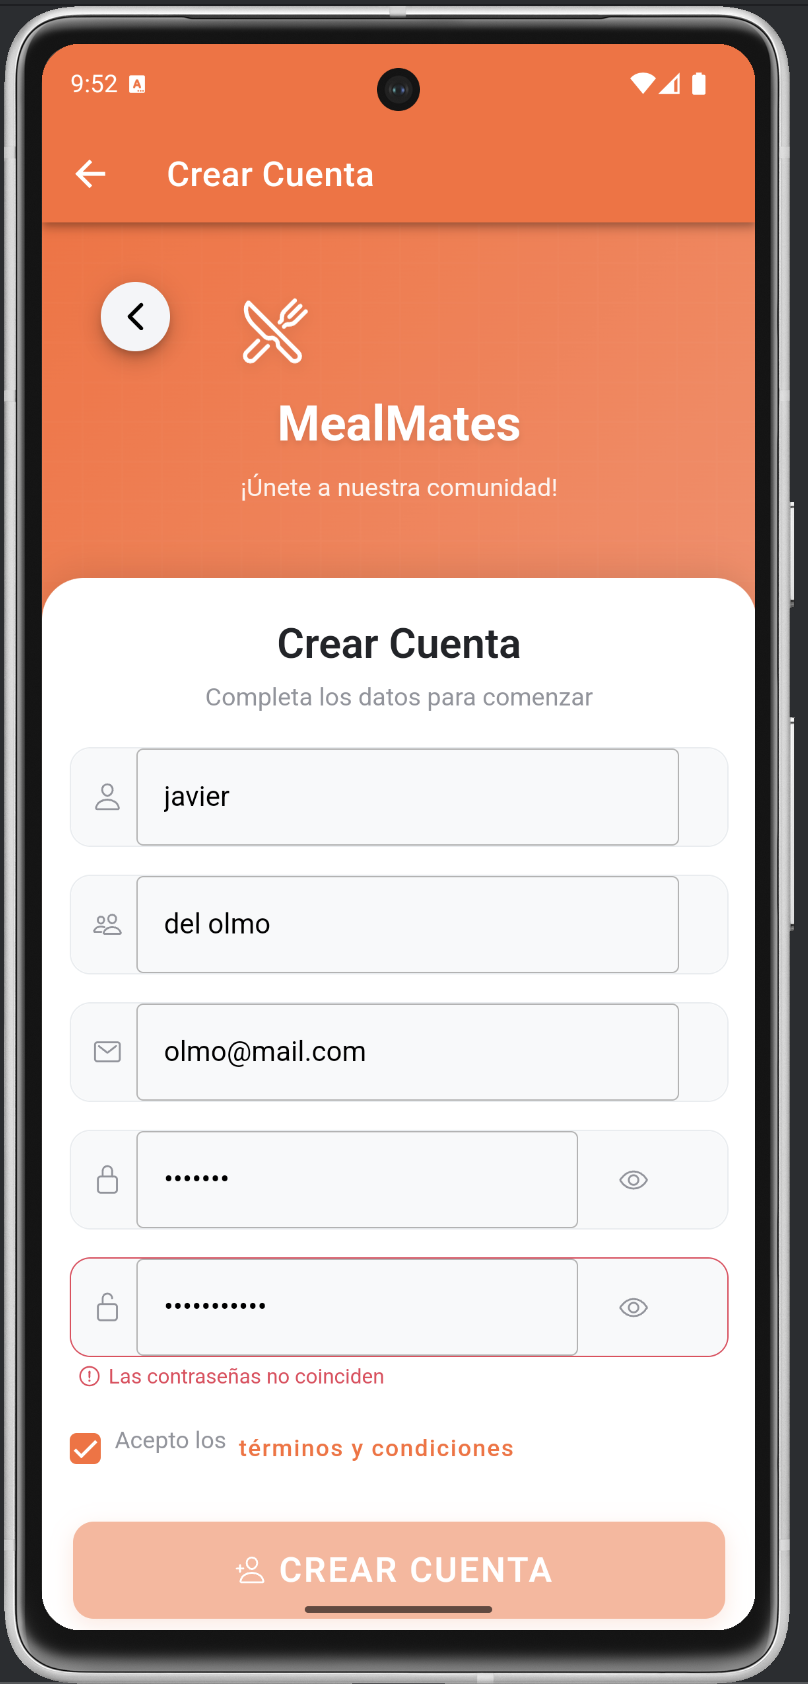 9:52
Crear Cuenta
MealMates
¡Únete a nuestra comunidad!
Crear Cuenta
Completa los datos para comenzar
javier
del olmo
olmo@mail.com
•••••••
•••••••••••
Las contraseñas no coinciden
Acepto los términos y condiciones
CREAR CUENTA